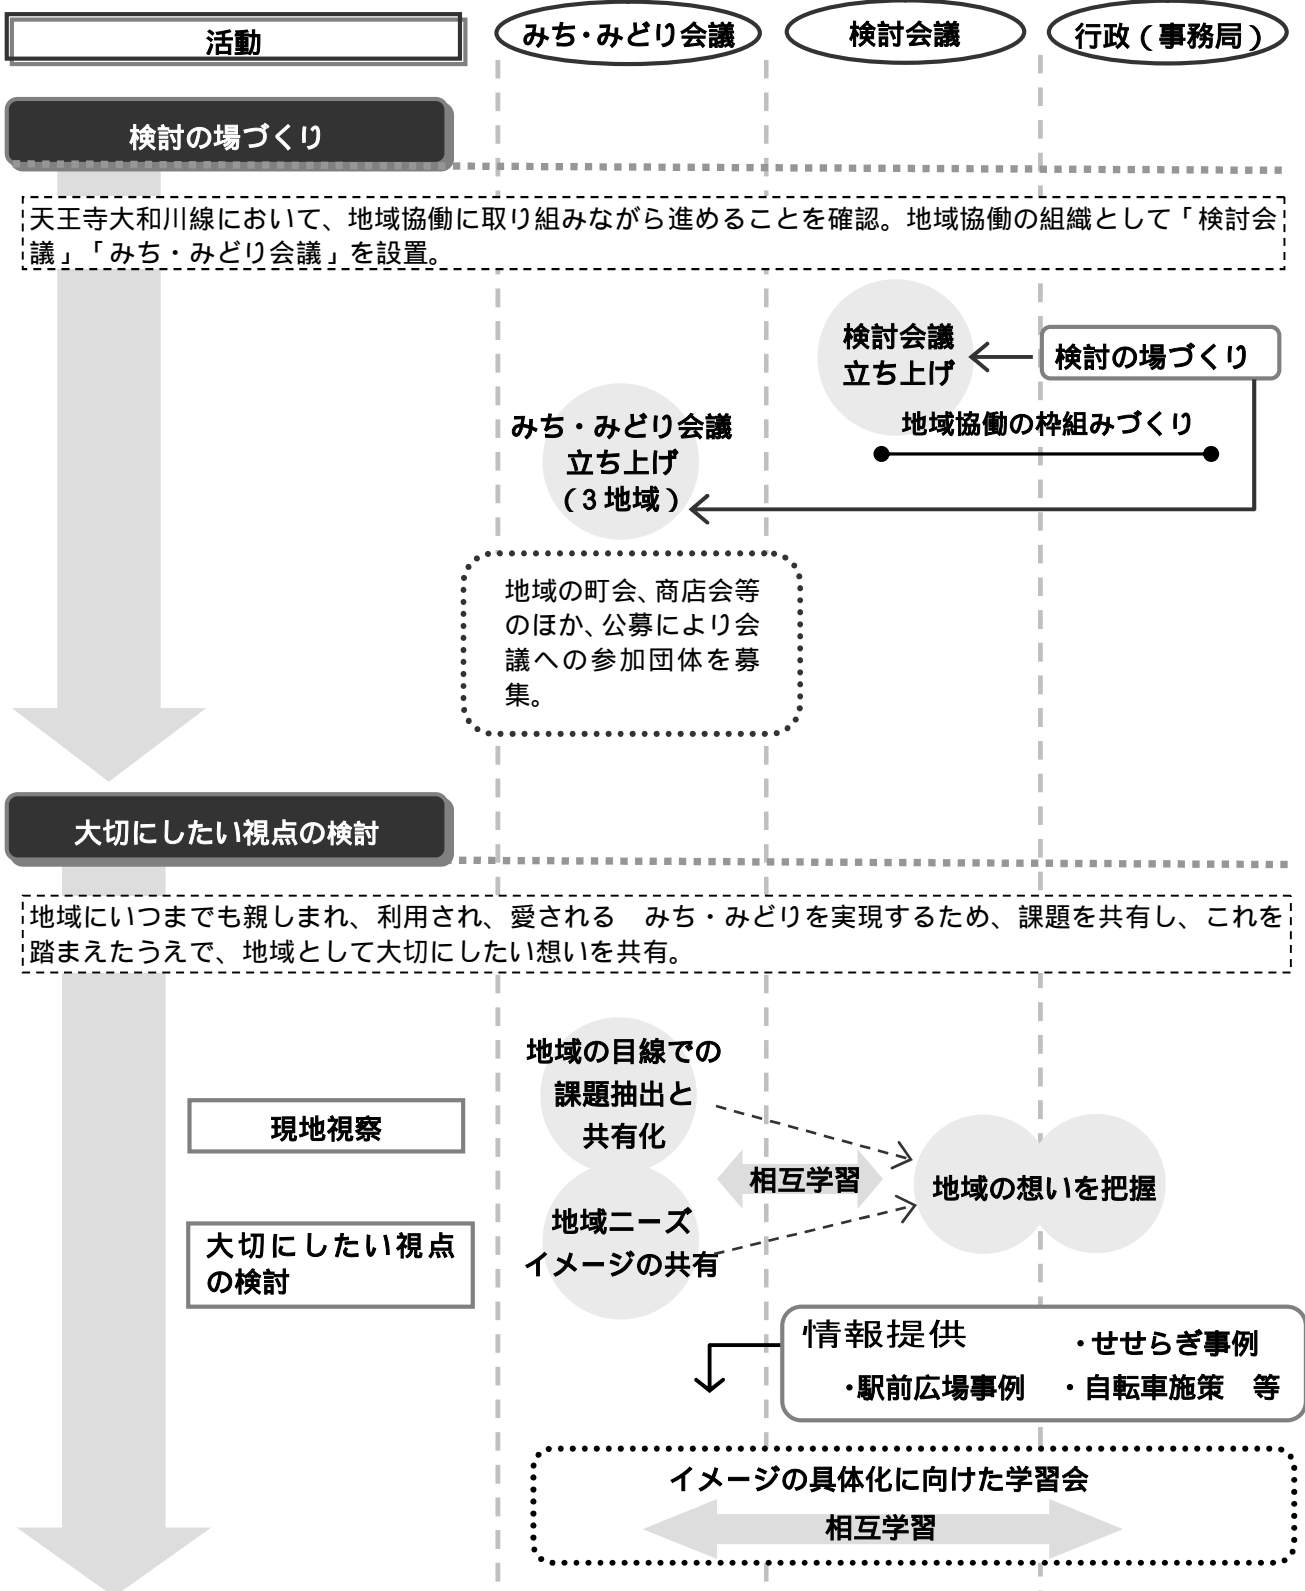 活動
みち・みどり会議
検討会議
行政（事務局）
検討の場づくり
天王寺大和川線において、地域協働に取り組みながら進めることを確認。地域協働の組織として「検討会
議」「みち・みどり会議」を設置。
検討会議
立ち上げ
検討の場づくり
地域協働の枠組みづくり
みち・みどり会議
立ち上げ
（3地域）
地域の町会、商店会等
のほか、公募により会
議への参加団体を募
集。
大切にしたい視点の検討
地域にいつまでも親しまれ、利用され、愛される　みち・みどりを実現するため、課題を共有し、これを
踏まえたうえで、地域として大切にしたい想いを共有。
地域の目線での
課題抽出と
共有化
現地視察
相互学習
地域の想いを把握
地域ニーズ
イメージの共有
大切にしたい視点
の検討
情報提供
・せせらぎ事例
・駅前広場事例
・自転車施策　等
イメージの具体化に向けた学習会
相互学習